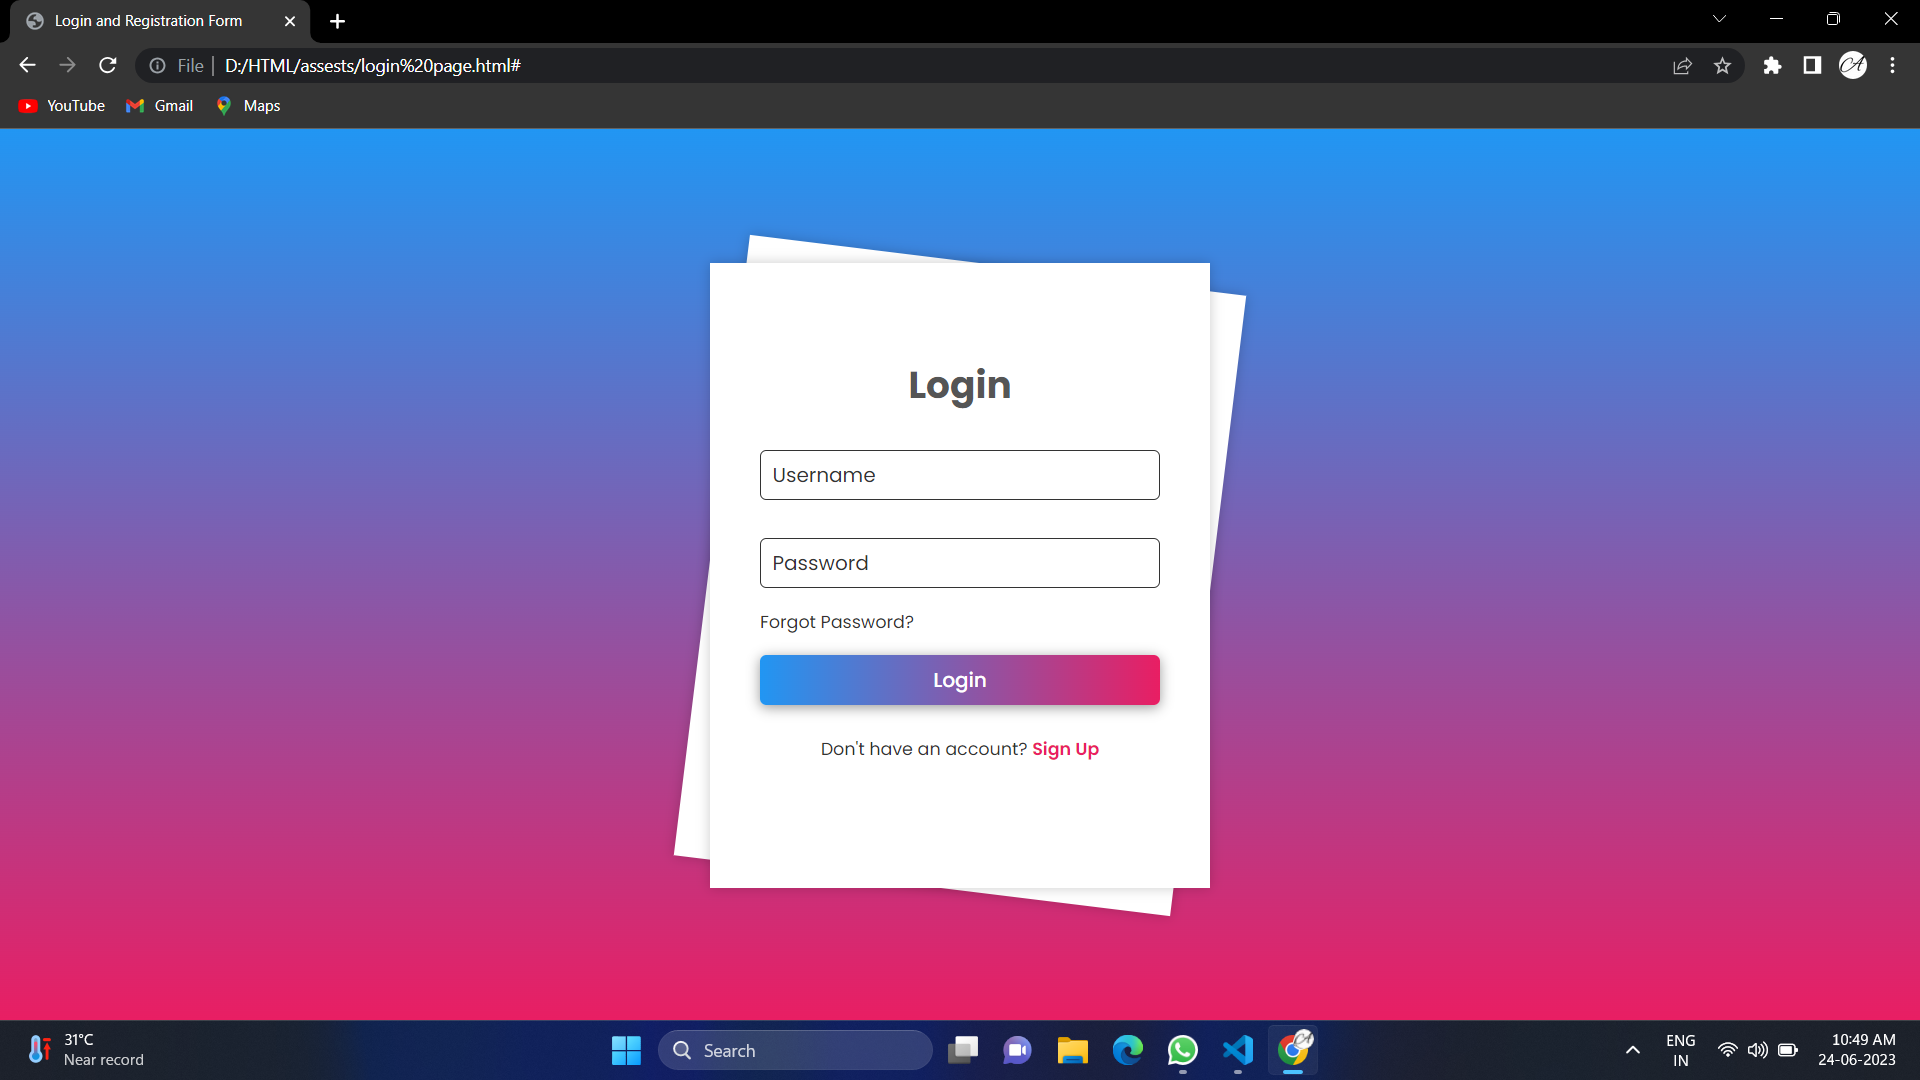 Login and Registration Form
File D:/HTML/assests/login%20page.html#
YouTube Gmail Maps
Login
Username
Password
Forgot Password?
Login
Don't have an account? Sign Up
31°C
Near record
Search
ENG
IN
10:49 AM
24-06-2023